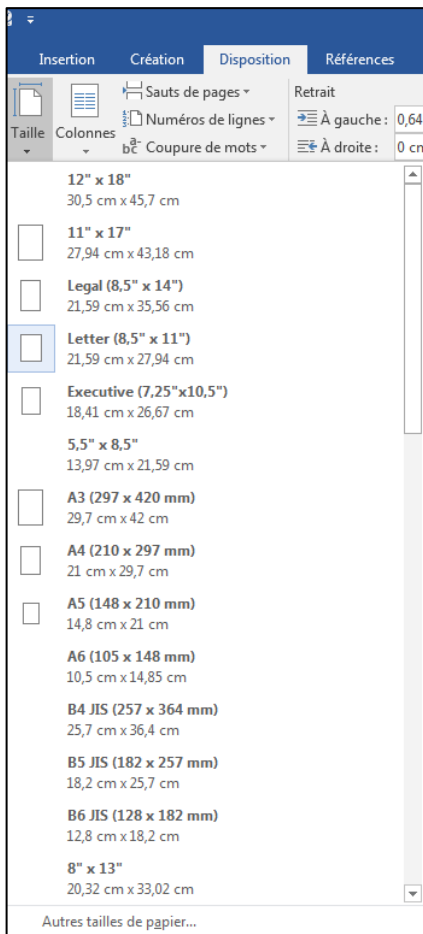 Insertion Création Disposition Références
Taille
Colonnes
Sauts de pages
Numéros de lignes
Coupure de mots
Retrait
À gauche : 0,64
À droite : 0 cm
12" x 18"
30,5 cm x 45,7 cm
11" x 17"
27,94 cm x 43,18 cm
Legal (8,5" x 14")
21,59 cm x 35,56 cm
Letter (8,5" x 11")
21,59 cm x 27,94 cm
Executive (7,25"x10,5")
18,41 cm x 26,67 cm
5,5" x 8,5"
13,97 cm x 21,59 cm
A3 (297 x 420 mm)
29,7 cm x 42 cm
A4 (210 x 297 mm)
21 cm x 29,7 cm
A5 (148 x 210 mm)
14,8 cm x 21 cm
A6 (105 x 148 mm)
10,5 cm x 14,85 cm
B4 JIS (257 x 364 mm)
25,7 cm x 36,4 cm
B5 JIS (182 x 257 mm)
18,2 cm x 25,7 cm
B6 JIS (128 x 182 mm)
12,8 cm x 18,2 cm
8" x 13"
20,32 cm x 33,02 cm
Autres tailles de papier...